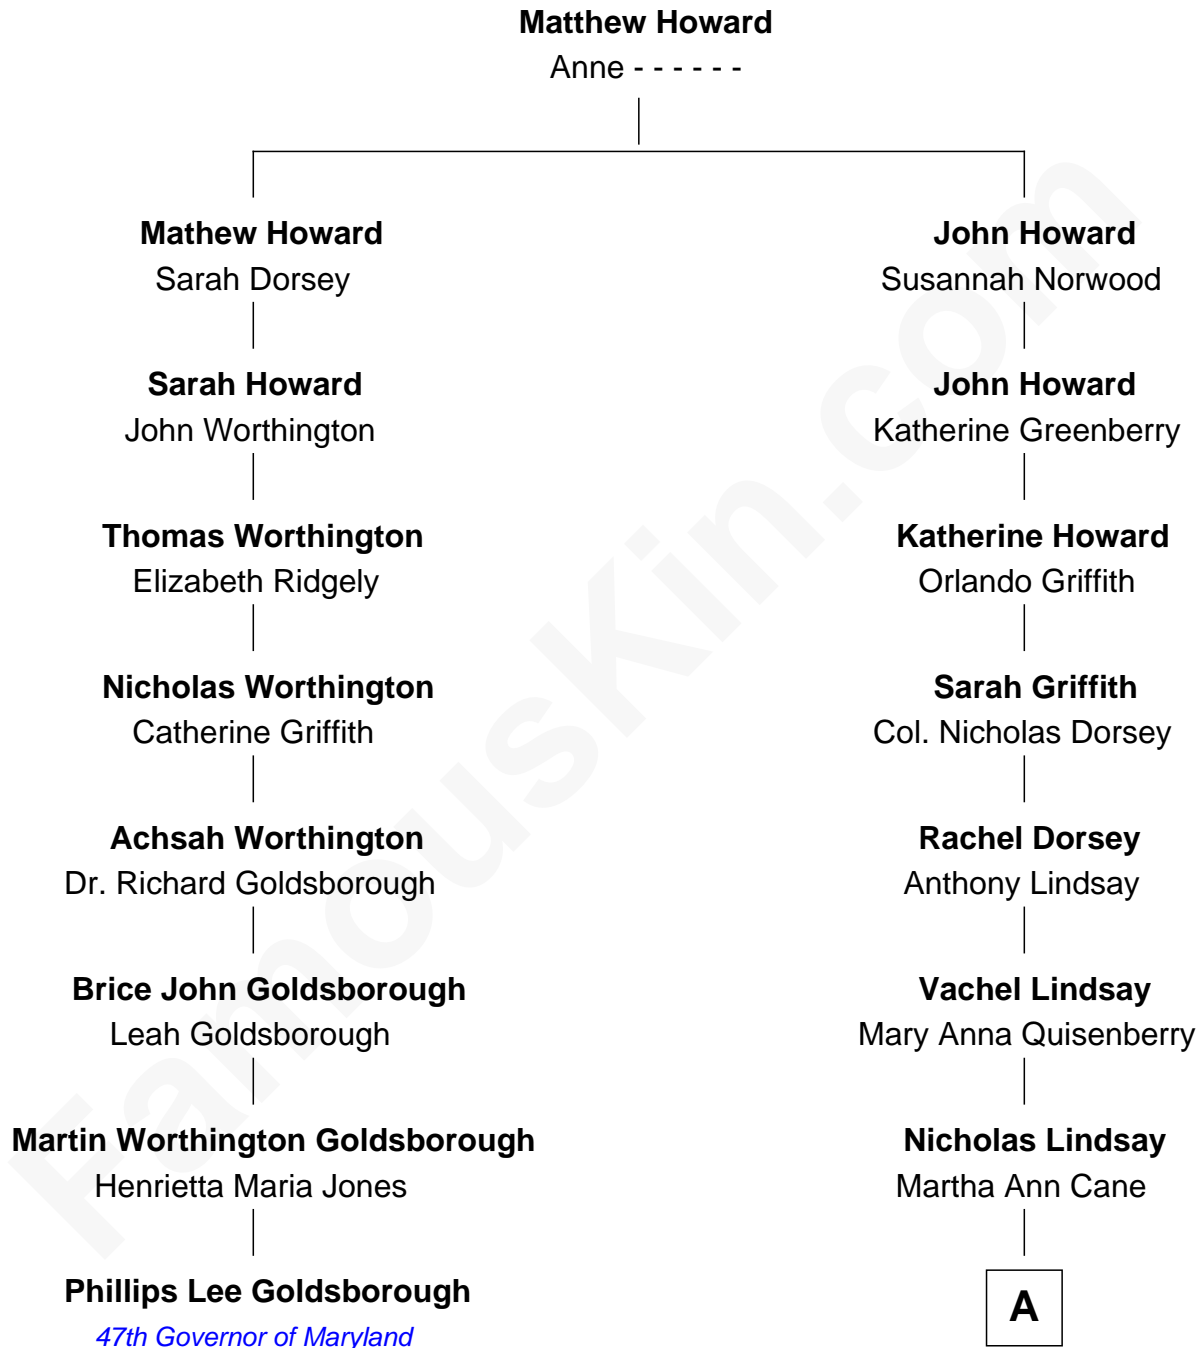 Matthew Howard
Anne - - - - - -
Mathew Howard
Sarah Dorsey
John Howard
Susannah Norwood
Sarah Howard
John Worthington
John Howard
Katherine Greenberry
Thomas Worthington
Elizabeth Ridgely
Katherine Howard
Orlando Griffith
Nicholas Worthington
Catherine Griffith
Sarah Griffith
Col. Nicholas Dorsey
Achsah Worthington
Dr. Richard Goldsborough
Rachel Dorsey
Anthony Lindsay
Brice John Goldsborough
Leah Goldsborough
Vachel Lindsay
Mary Anna Quisenberry
Martin Worthington Goldsborough
Henrietta Maria Jones
Nicholas Lindsay
Martha Ann Cane
Phillips Lee Goldsborough
47th Governor of Maryland
A
FamousKin.com